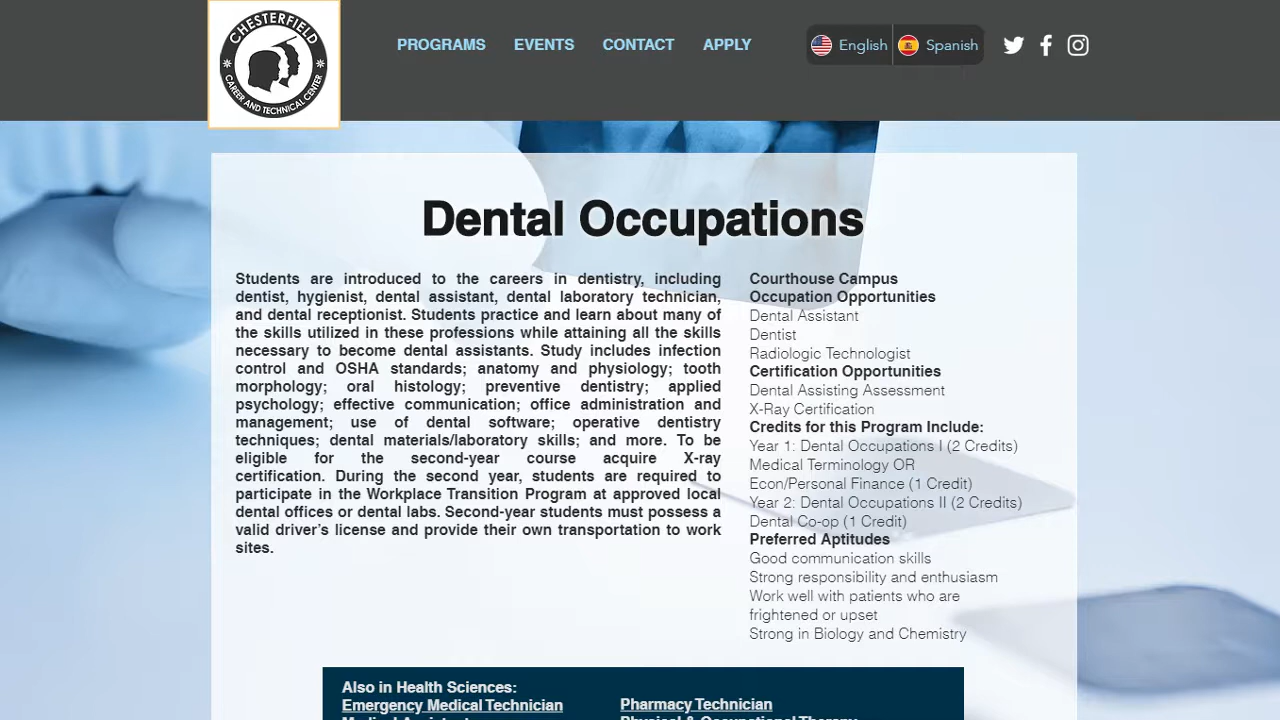 CHESTERFIELD
CAREER AND TECHNICAL CENTER
PROGRAMS EVENTS CONTACT APPLY English Spanish
Dental Occupations
Students are introduced to the careers in dentistry, including
dentist, hygienist, dental assistant, dental laboratory technician,
and dental receptionist. Students practice and learn about many of
the skills utilized in these professions while attaining all the skills
necessary to become dental assistants. Study includes infection
control and OSHA standards; anatomy and physiology; tooth
morphology; oral histology; preventive dentistry; applied
psychology; effective communication; office administration and
management; use of dental software; operative dentistry
techniques; dental materials/laboratory skills; and more. To be
eligible for the second-year course acquire X-ray
certification. During the second year, students are required to
participate in the Workplace Transition Program at approved local
dental offices or dental labs. Second-year students must possess a
valid driver’s license and provide their own transportation to work
sites.
Courthouse Campus
Occupation Opportunities
Dental Assistant
Dentist
Radiologic Technologist
Certification Opportunities
Dental Assisting Assessment
X-Ray Certification
Credits for this Program Include:
Year 1: Dental Occupations I (2 Credits)
Medical Terminology OR
Econ/Personal Finance (1 Credit)
Year 2: Dental Occupations II (2 Credits)
Dental Co-op (1 Credit)
Preferred Aptitudes
Good communication skills
Strong responsibility and enthusiasm
Work well with patients who are
frightened or upset
Strong in Biology and Chemistry
Also in Health Sciences:
Emergency Medical Technician
Pharmacy Technician